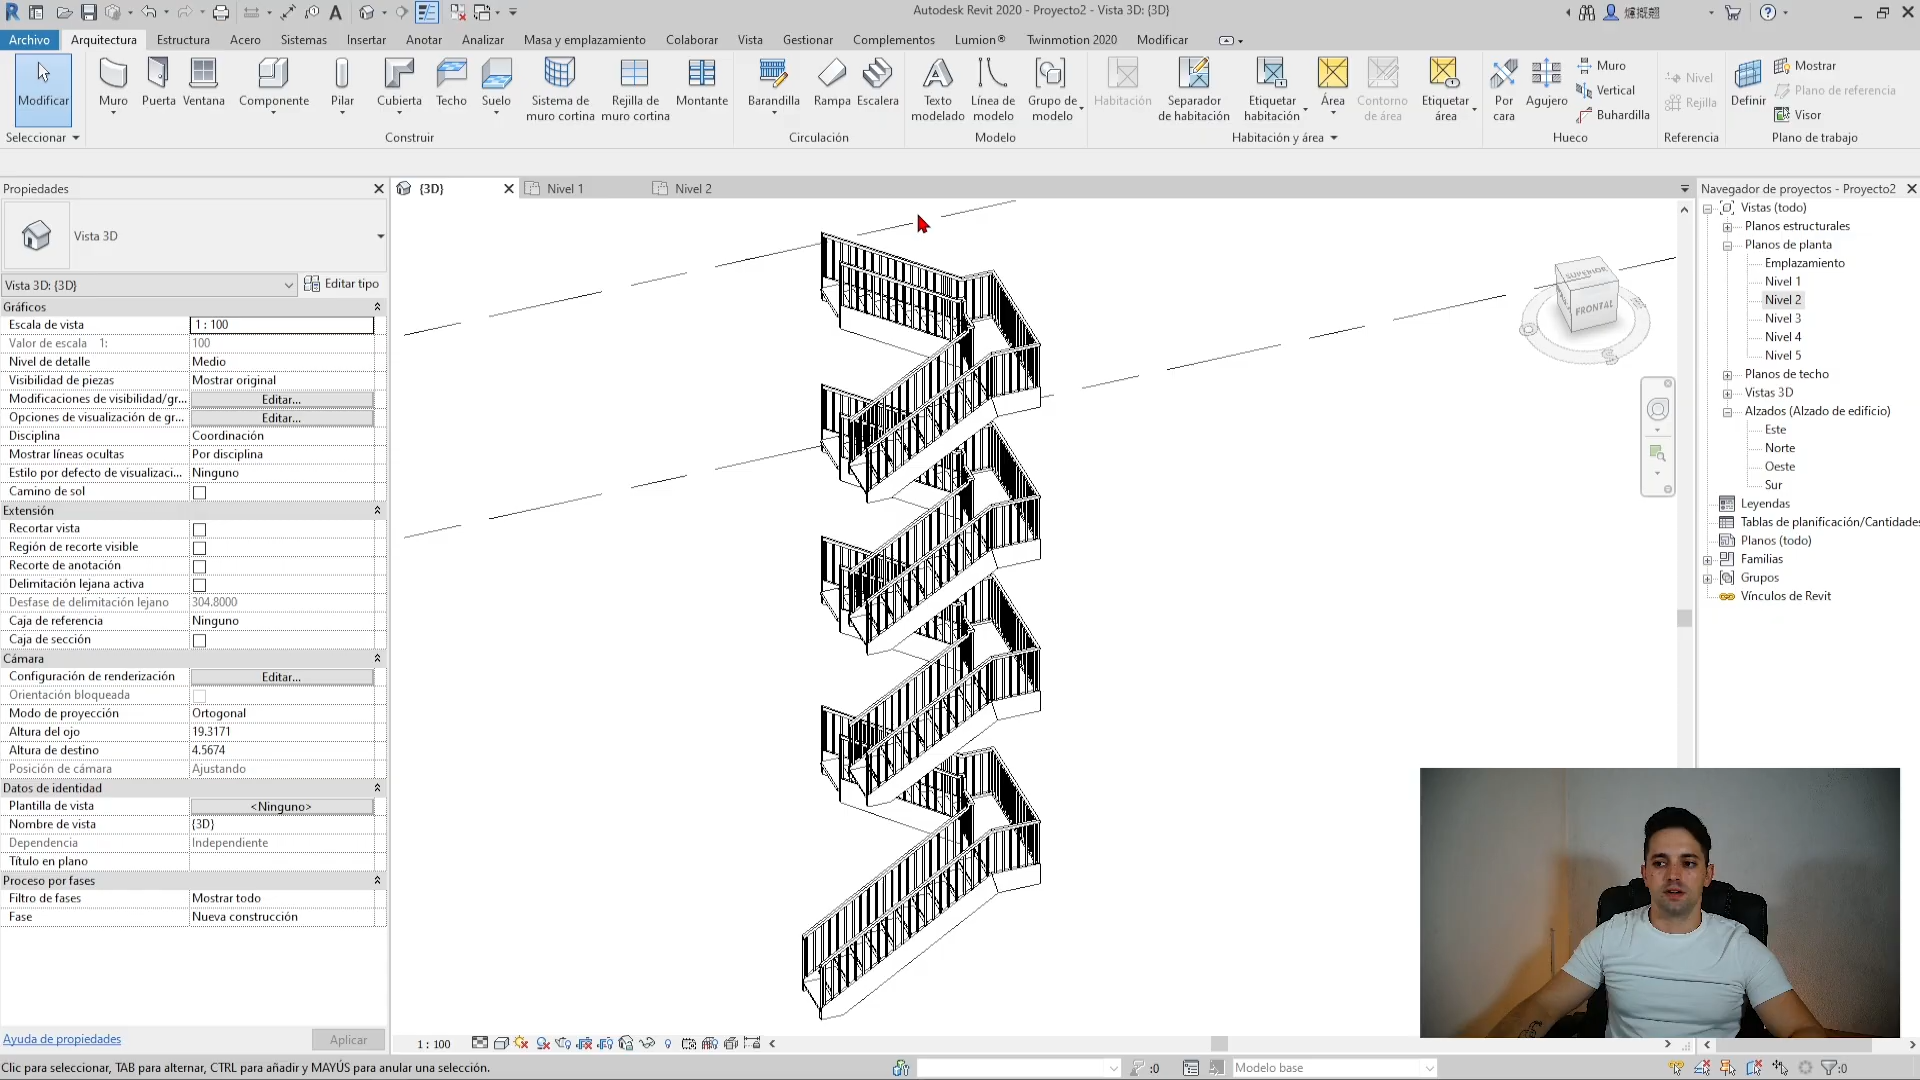 Autodesk Revit 2020 - Proyecto2 - Vista 3D: {3D}
Archivo Arquitectura Estructura Acero Sistemas Insertar Anotar Analizar Masa y emplazamiento Colaborar Vista Gestionar Complementos Lumion® Twinmotion 2020 Modificar
Modificar Muro Puerta Ventana Componente Pilar Cubierta Techo Suelo Sistema de muro cortina Rejilla de muro cortina Montante Barandilla Rampa Escalera Texto modelado Línea de modelo Grupo de modelo Habitación Separador de habitación Etiquetar habitación Área Contorno de área Etiquetar área Por cara Agujero Muro Vertical Buhardilla Nivel Rejilla Definir Mostrar Plano de referencia Visor
Seleccionar Construir Circulación Modelo Habitación y área Hueco Referencia Plano de trabajo
Propiedades
Vista 3D
Vista 3D: {3D} Editar tipo
Gráficos
Escala de vista 1 : 100
Valor de escala 1: 100
Nivel de detalle Medio
Visibilidad de piezas Mostrar original
Modificaciones de visibilidad/gr... Editar...
Opciones de visualización de gr... Editar...
Disciplina Coordinación
Mostrar líneas ocultas Por disciplina
Estilo por defecto de visualizaci... Ninguno
Camino de sol
Extensión
Recortar vista
Región de recorte visible
Recorte de anotación
Delimitación lejana activa
Desfase de delimitación lejano 304.8000
Caja de referencia Ninguno
Caja de sección
Cámara
Configuración de renderización Editar...
Orientación bloqueada
Modo de proyección Ortogonal
Altura del ojo 19.3171
Altura de destino 4.5674
Posición de cámara Ajustando
Datos de identidad
Plantilla de vista <Ninguno>
Nombre de vista {3D}
Dependencia Independiente
Título en plano
Proceso por fases
Filtro de fases Mostrar todo
Fase Nueva construcción
Ayuda de propiedades Aplicar
{3D} Nivel 1 Nivel 2
SUPERIOR
FRONTAL
Navegador de proyectos - Proyecto2
Vistas (todo)
Planos estructurales
Planos de planta
Emplazamiento
Nivel 1
Nivel 2
Nivel 3
Nivel 4
Nivel 5
Planos de techo
Vistas 3D
Alzados (Alzado de edificio)
Este
Norte
Oeste
Sur
Leyendas
Tablas de planificación/Cantidades
Planos (todo)
Familias
Grupos
Vínculos de Revit
1 : 100
Clic para seleccionar, TAB para alternar, CTRL para añadir y MAYÚS para anular una selección.
:0 Modelo base :0